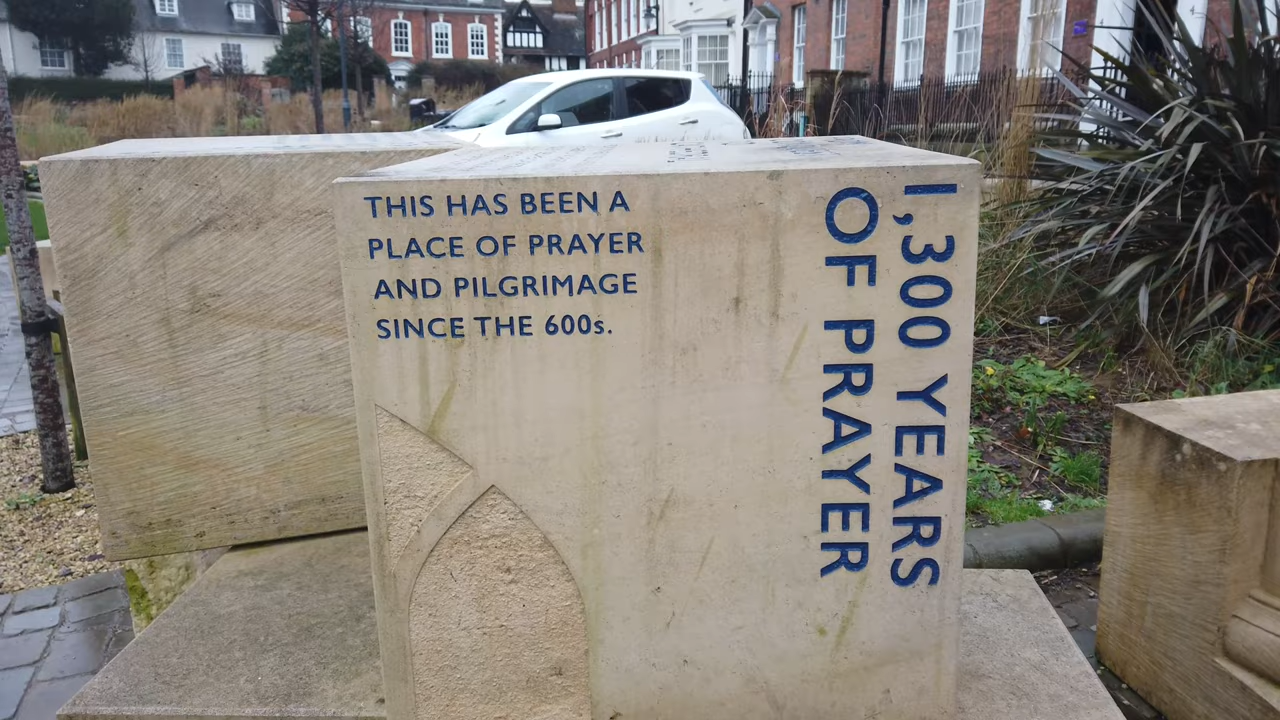 THIS HAS BEEN A
PLACE OF PRAYER
AND PILGRIMAGE
SINCE THE 600s.
1,300 YEARS
OF PRAYER